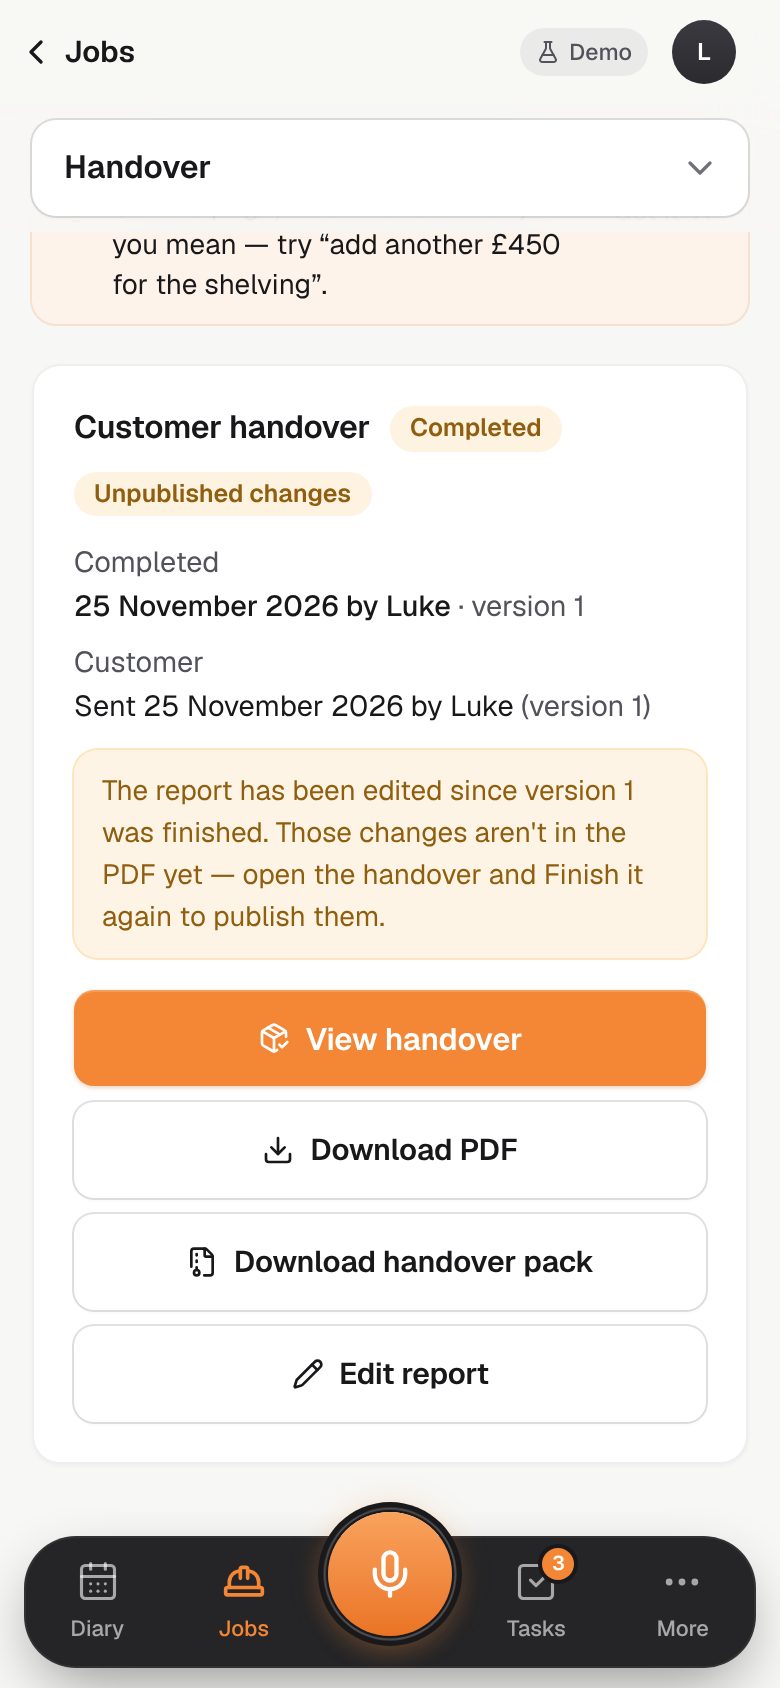 Jobs
Demo
L
Handover
you mean — try “add another £450
for the shelving”.
Customer handover
Completed
Unpublished changes
Completed
25 November 2026 by Luke · version 1
Customer
Sent 25 November 2026 by Luke (version 1)
The report has been edited since version 1
was finished. Those changes aren't in the
PDF yet — open the handover and Finish it
again to publish them.
View handover
Download PDF
Download handover pack
Edit report
Diary
Jobs
3
Tasks
More